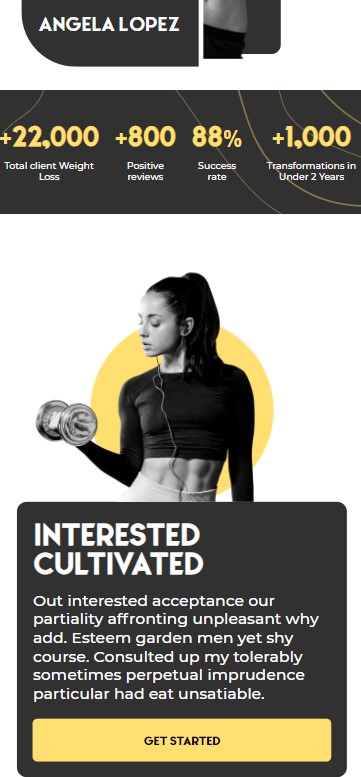 ANGELA LOPEZ
+22,000 +800 88% +1,000
Total client Weight Loss
Positive reviews
Success rate
Transformations in Under 2 Years
INTERESTED
CULTIVATED
Out interested acceptance our
partiality affronting unpleasant why
add. Esteem garden men yet shy
course. Consulted up my tolerably
sometimes perpetual imprudence
particular had eat unsatiable.
GET STARTED